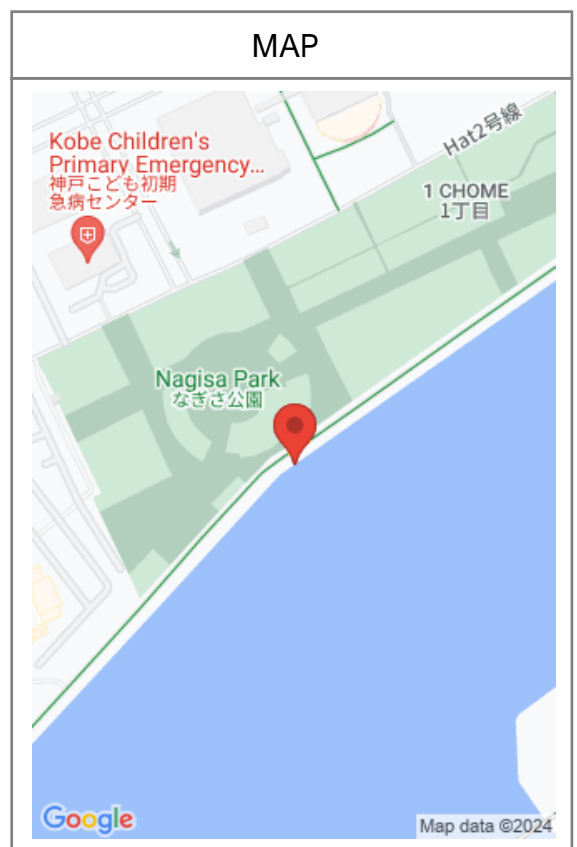 MAP
Kobe Children's
Primary Emergency...
神戸こども初期
急病センター
Hat2号線
1 CHOME
1丁目
Nagisa Park
なぎさ公園
Google
Map data ©2024